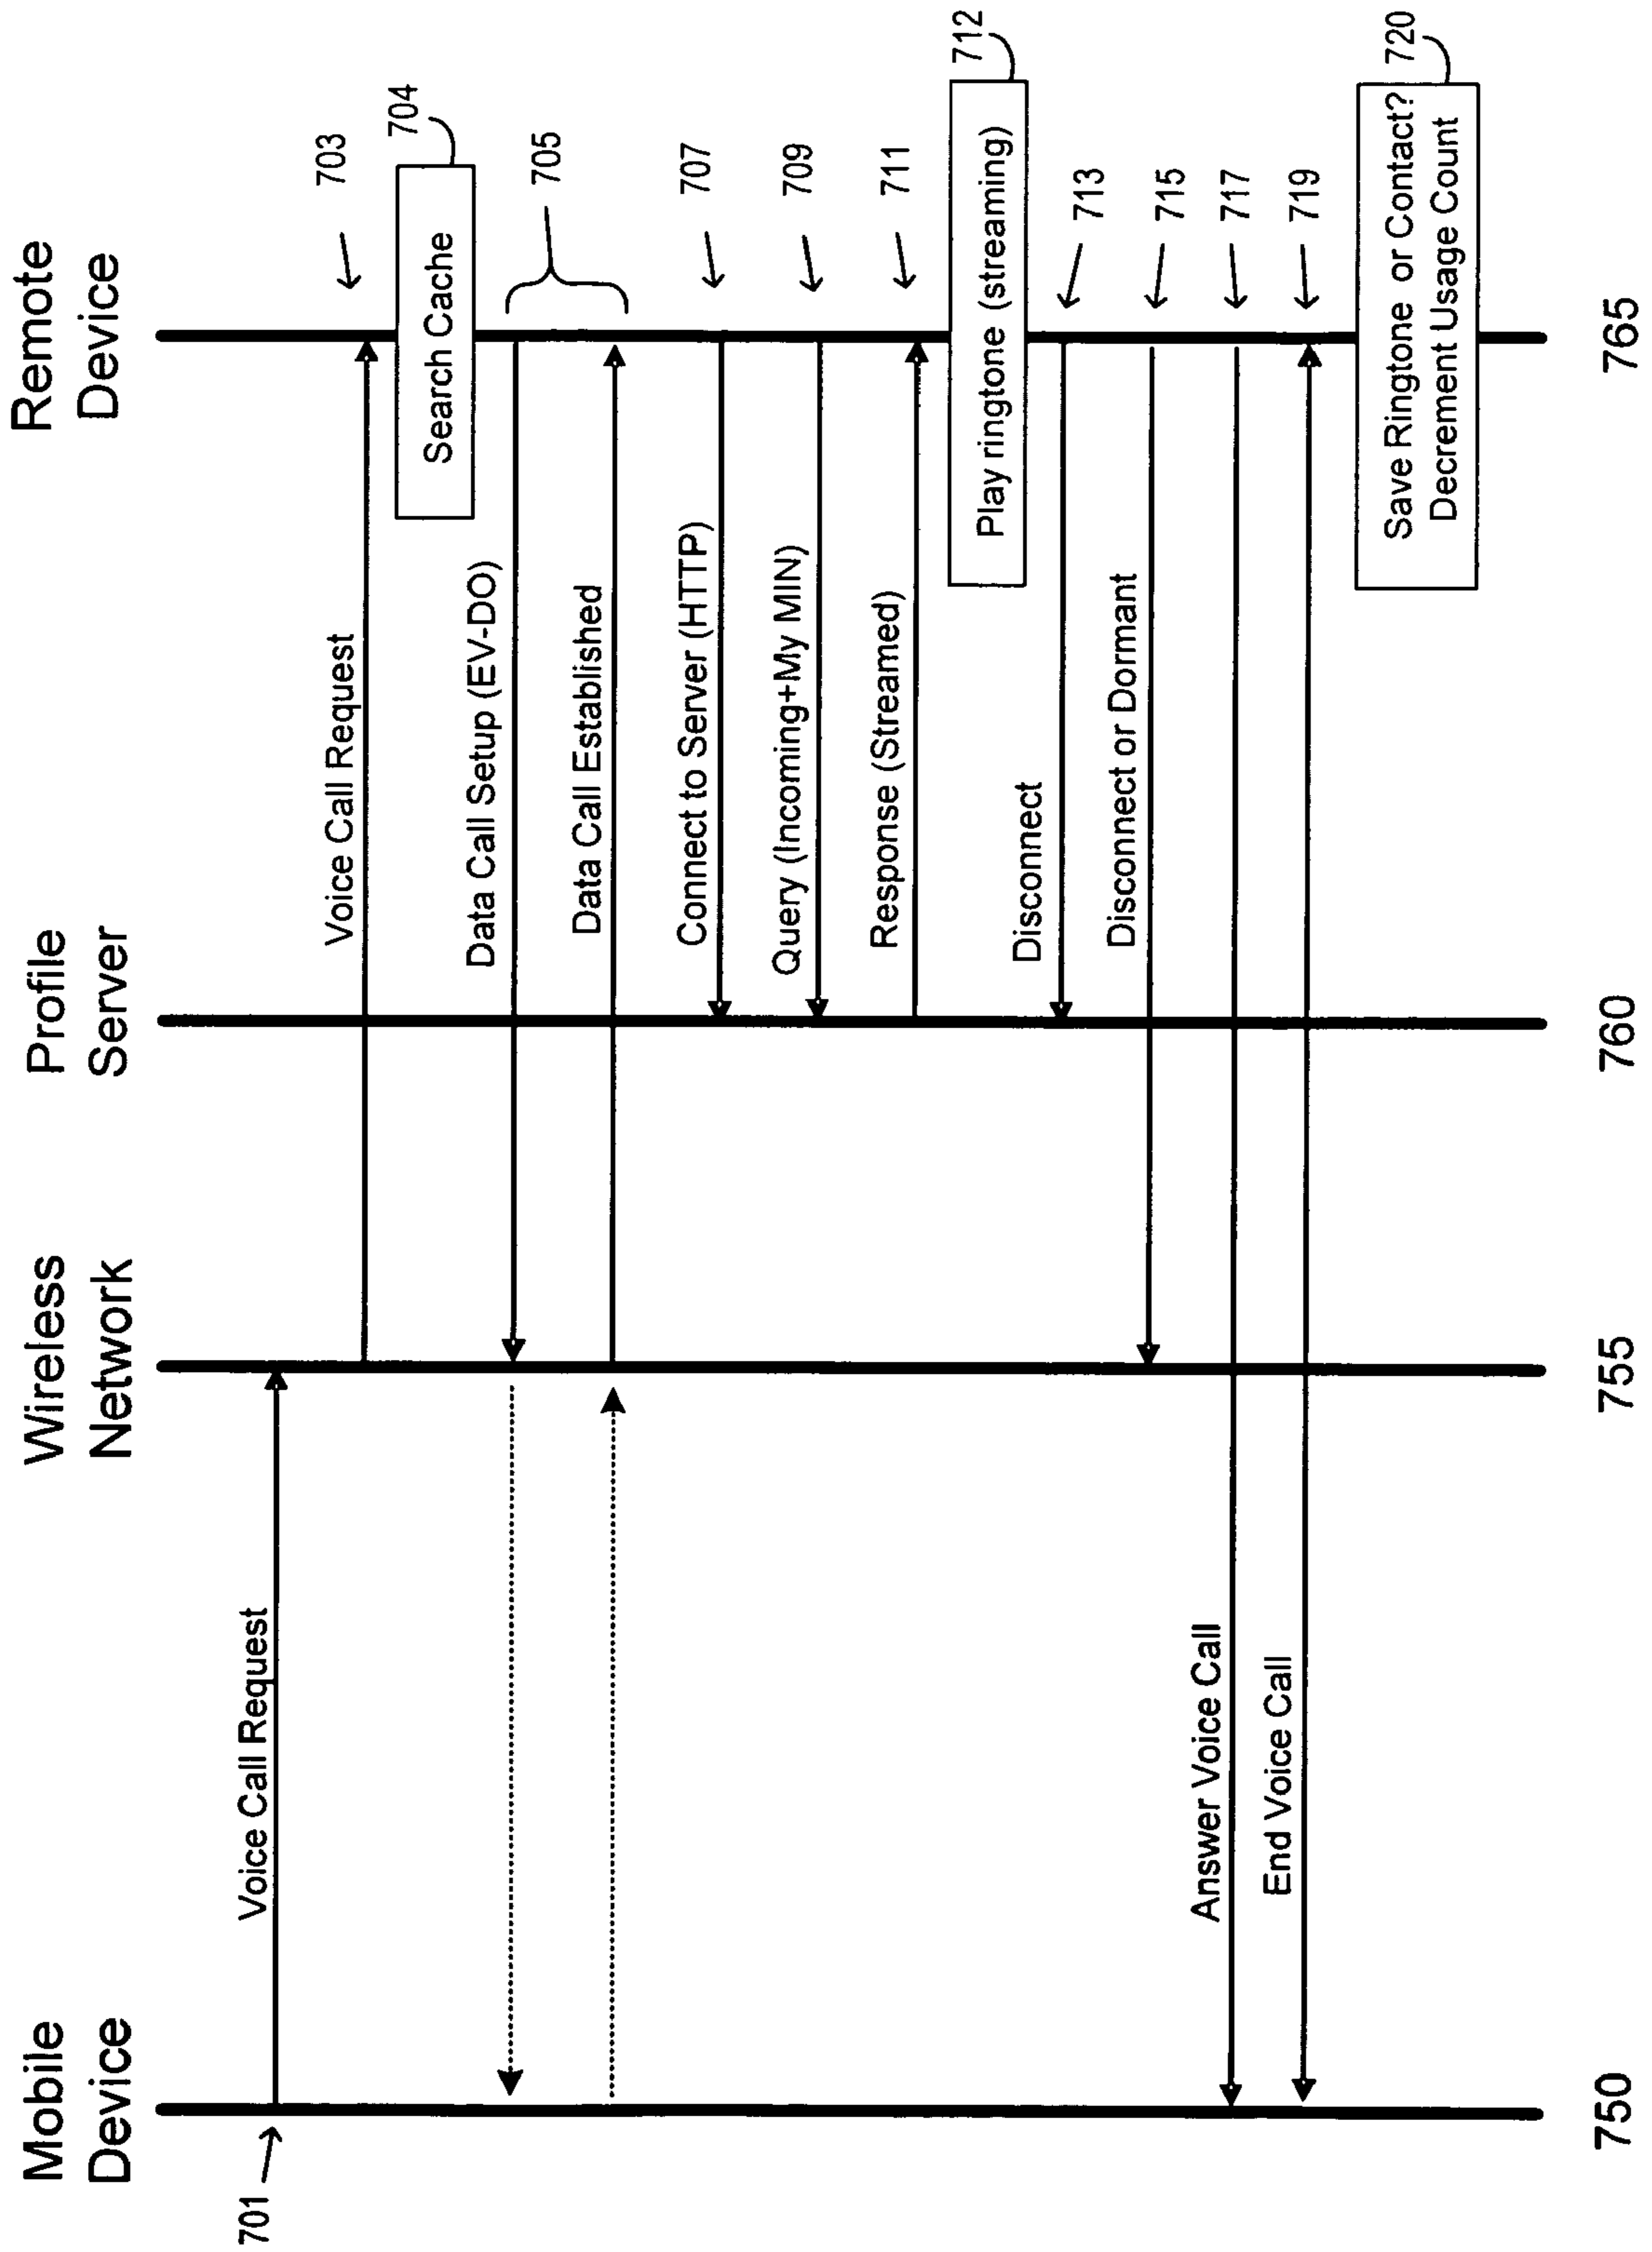 Mobile
Device
Wireless
Network
Profile
Server
Remote
Device
701
Voice Call Request
Voice Call Request
703
Search Cache
704
Data Call Setup (EV-DO)
Data Call Established
705
Connect to Server (HTTP)
707
Query (Incoming+My MIN)
709
Response (Streamed)
711
Play ringtone (streaming)
712
Disconnect
713
Disconnect or Dormant
715
Answer Voice Call
717
End Voice Call
719
Save Ringtone or Contact?
Decrement Usage Count
720
750
755
760
765